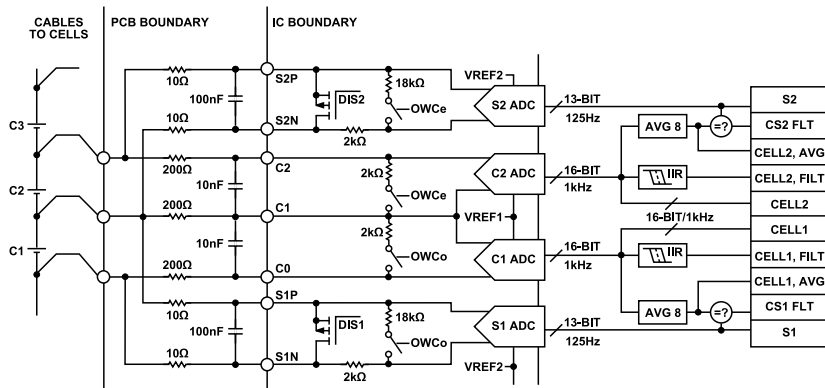 CABLES
TO CELLS
PCB BOUNDARY
IC BOUNDARY
10Ω
S2P
18kΩ
VREF2
100nF
DIS2
OWCe
S2 ADC
13-BIT
125Hz
S2
C3
10Ω
S2N
2kΩ
AVG 8
=?
CS2 FLT
CELL2, AVG
200Ω
C2
2kΩ
C2 ADC
16-BIT
1kHz
IIR
CELL2, FILT
C2
10nF
OWCe
CELL2
200Ω
C1
VREF1
16-BIT/1kHz
2kΩ
CELL1
C1
10nF
OWCo
C1 ADC
16-BIT
1kHz
IIR
CELL1, FILT
200Ω
C0
CELL1, AVG
10Ω
S1P
18kΩ
AVG 8
=?
CS1 FLT
100nF
DIS1
OWCo
S1 ADC
13-BIT
125Hz
S1
10Ω
S1N
2kΩ
VREF2